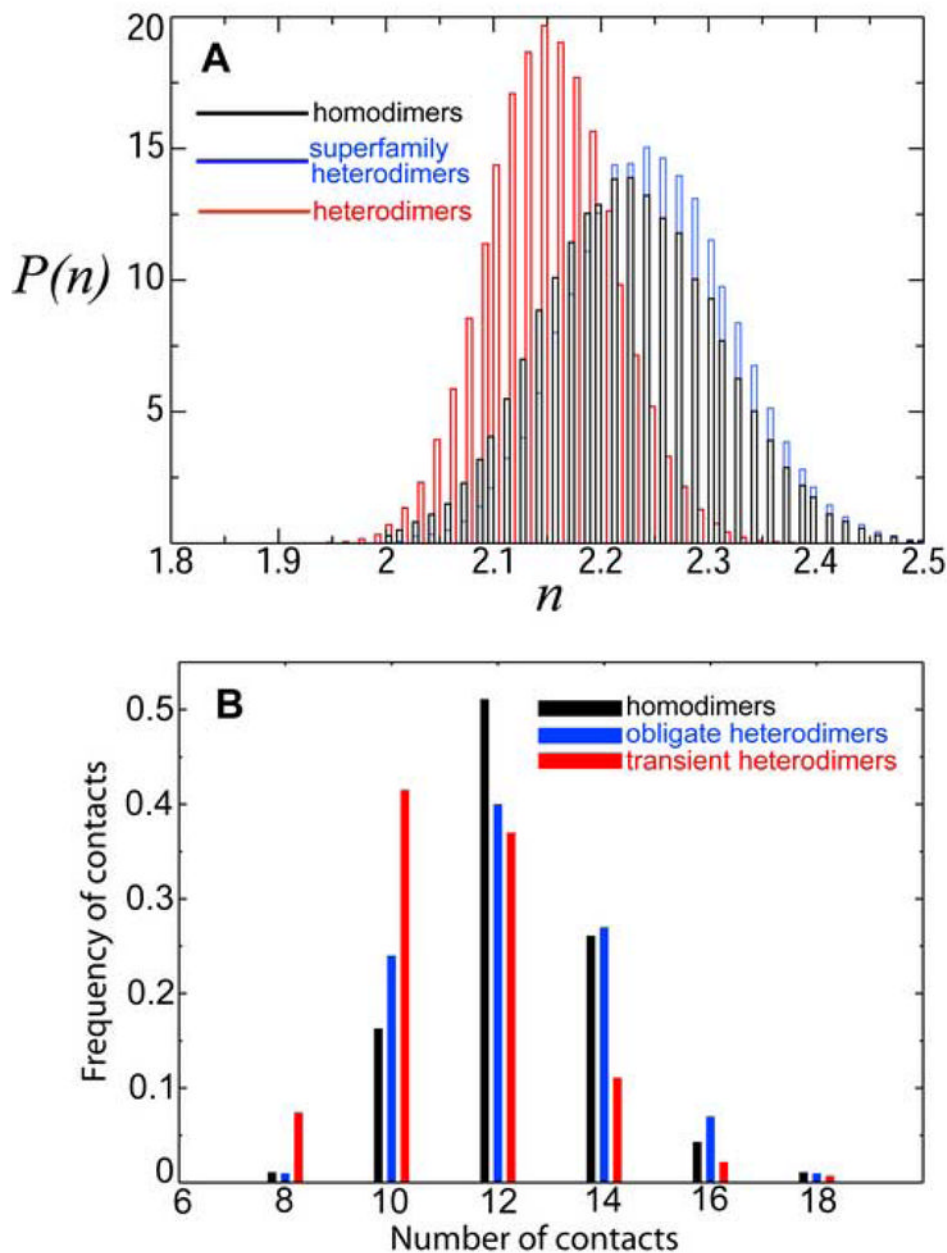 20
A
homodimers
superfamily
heterodimers
15
heterodimers
P(n)
10
5
1.8 1.9 2 2.1 2.2 2.3 2.4 2.5
n
B
homodimers
0.5
obligate heterodimers
transient heterodimers
0.4
Frequency of contacts
0.3
0.2
0.1
0
6 8 10 12 14 16 18
Number of contacts